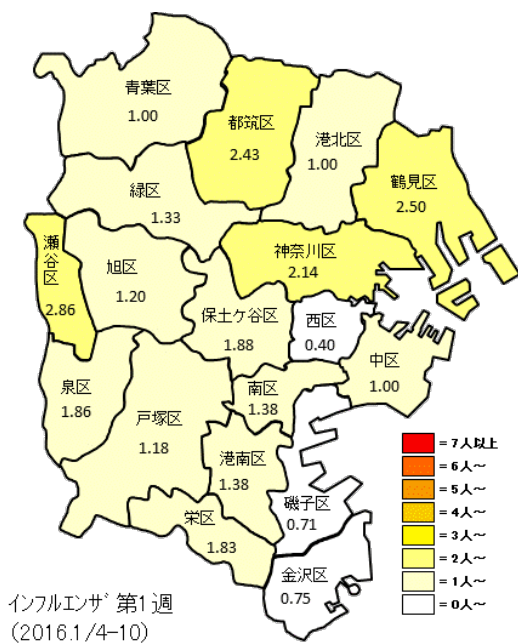 青葉区
1.00
都筑区
2.43
港北区
1.00
鶴見区
2.50
緑区
1.33
瀬谷区
2.86
旭区
1.20
神奈川区
2.14
保土ケ谷区
1.88
西区
0.40
中区
1.00
泉区
1.86
戸塚区
1.18
南区
1.38
港南区
1.38
磯子区
0.71
栄区
1.83
金沢区
0.75
=7人以上
=6人～
=5人～
=4人～
=3人～
=2人～
=1人～
=0人～
インフルエンザ 第1週
(2016.1/4-10)